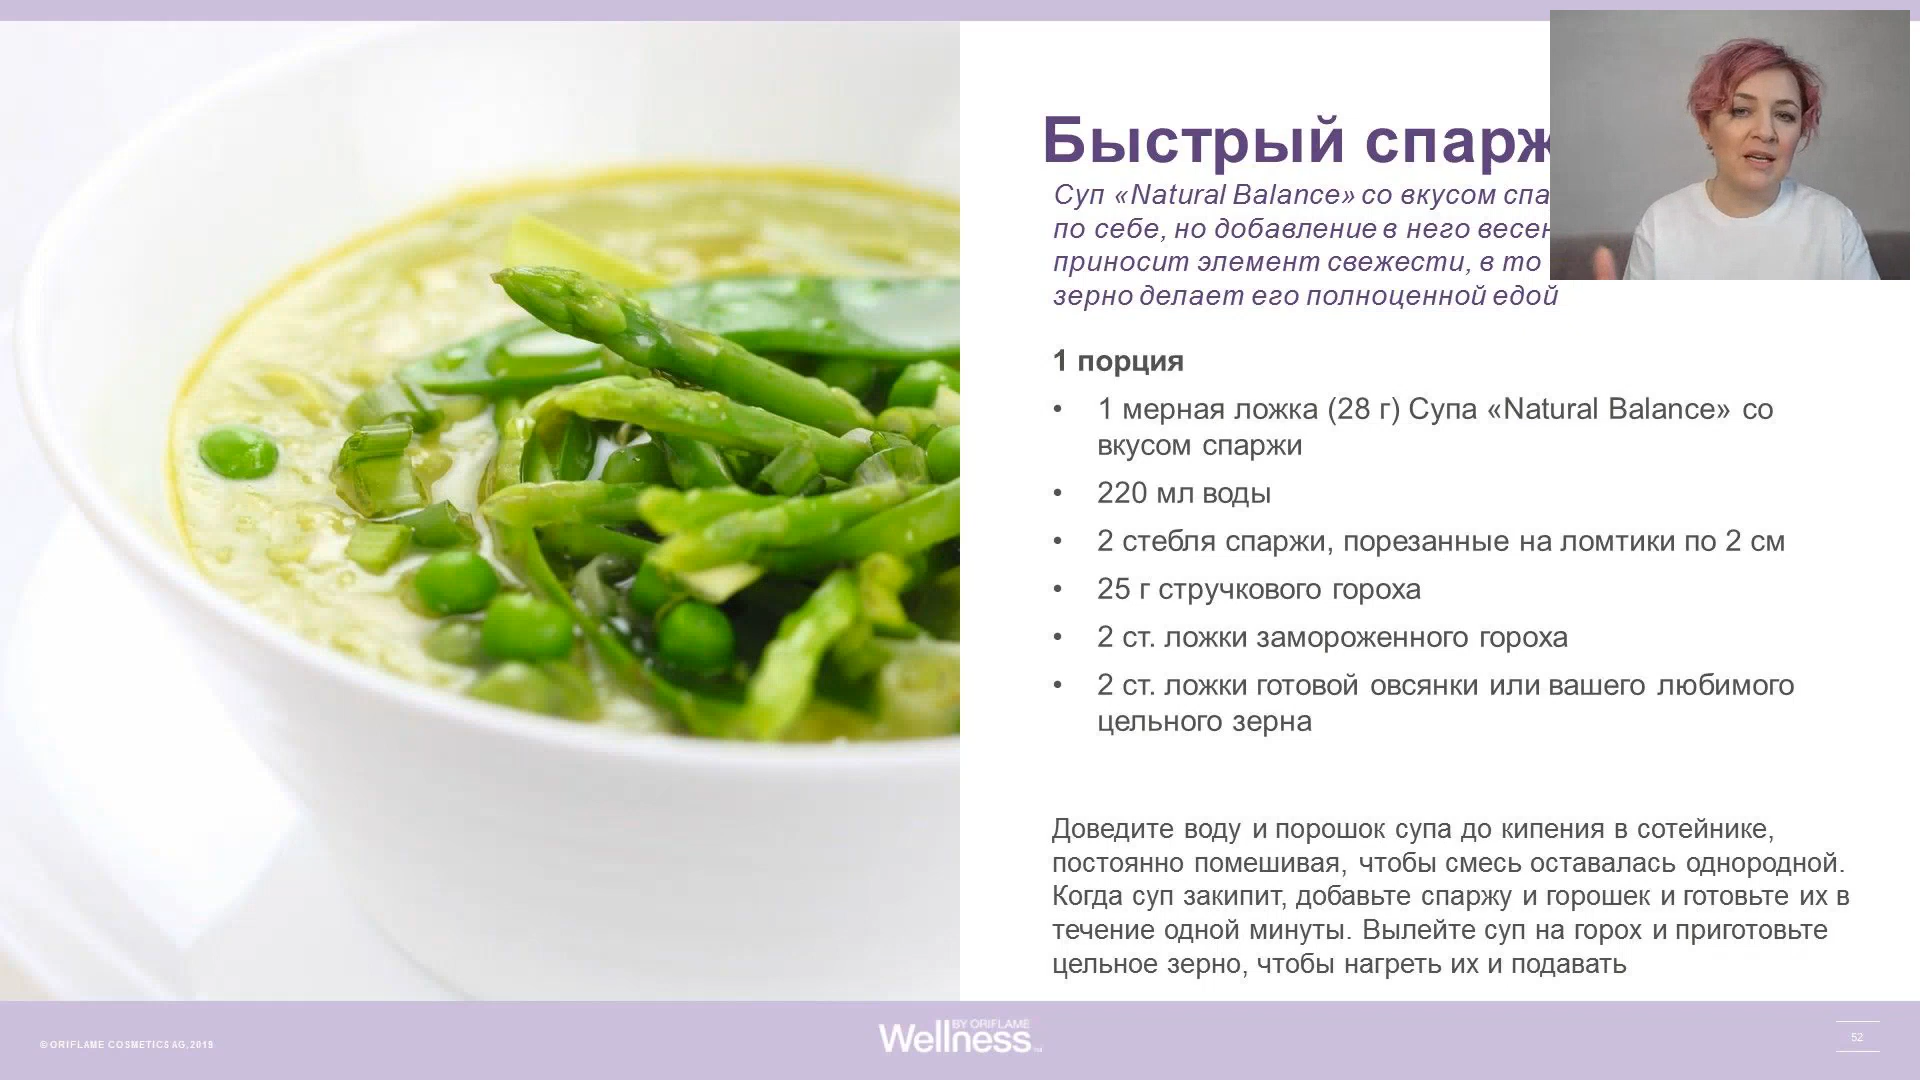 Быстрый
Суп «Natural Balance» со вкусом
по себе, но добавление в него
приносит элемент свежести, в то
зерно делает его полноценной едой
1 порция
• 1 мерная ложка (28 г) Супа «Natural Balance» со
вкусом спаржи
• 220 мл воды
• 2 стебля спаржи, порезанные на ломтики по 2 см
• 25 г стручкового гороха
• 2 ст. ложки замороженного гороха
• 2 ст. ложки готовой овсянки или вашего любимого
цельного зерна
Доведите воду и порошок супа до кипения в сотейнике,
постоянно помешивая, чтобы смесь оставалась однородной.
Когда суп закипит, добавьте спаржу и горошек и готовьте их в
течение одной минуты. Вылейте суп на горох и приготовьте
цельное зерно, чтобы нагреть их и подавать
© ORIFLAME COSMETICS AG, 2019
BY ORIFLAME
Wellness
52